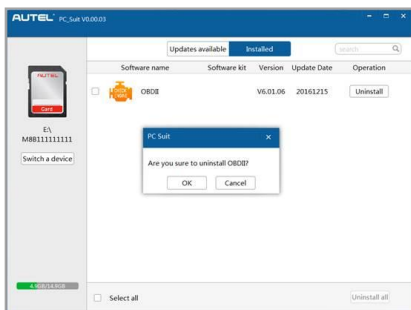 AUTEL PC_Suit V0.00.03
Updates available Installed
search
Software name Software kit Version Update Date Operation
AUTEL
Card
E:\
M8B111111111
Switch a device
CHECK
OBDII V6.01.06 20161215 Uninstall
PC Suit
Are you sure to uninstall OBDII?
OK Cancel
4.9GB/14.9GB
Select all Uninstall all